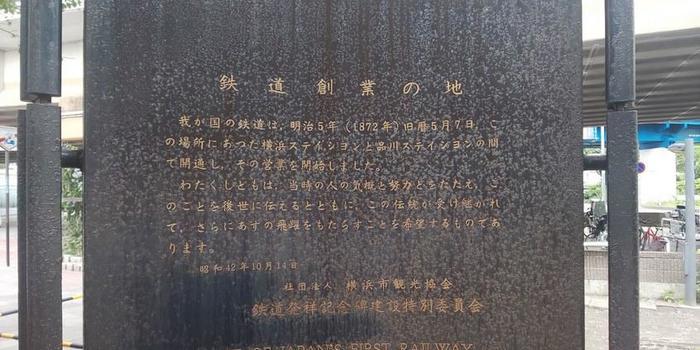 鉄道創業の地
我が国の鉄道は、明治5年(1872年)旧暦5月7日、こ
の場所にあった横浜ステイションと品川ステイションの間
で開通し、その営業を開始しました。
わたくしどもは、当時の人の気概と努力とをたたえ、こ
のことを後世に伝えるとともに、この伝統が受け継がれ
て、さらにあすの飛躍をもたらすことを希望するものであ
ります。
昭和42年10月14日
社団法人 横浜市観光協会
鉄道発祥記念碑建設特別委員会
OF JAPAN'S FIRST RAILWAY